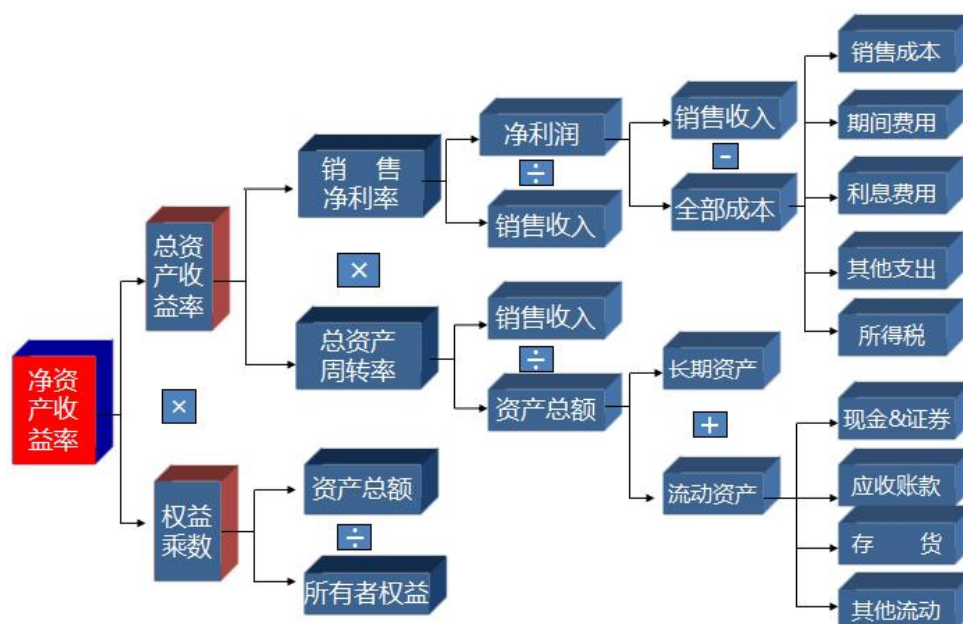 销售成本
销售收入
净利润
期间费用
-
销 售
净利率
÷
利息费用
全部成本
销售收入
总资
产收
益率
×
其他支出
销售收入
总资产
周转率
所得税
÷
长期资产
净资
产收
益率
×
资产总额
+
现金&证券
资产总额
流动资产
应收账款
权益
乘数
÷
存 货
所有者权益
其他流动